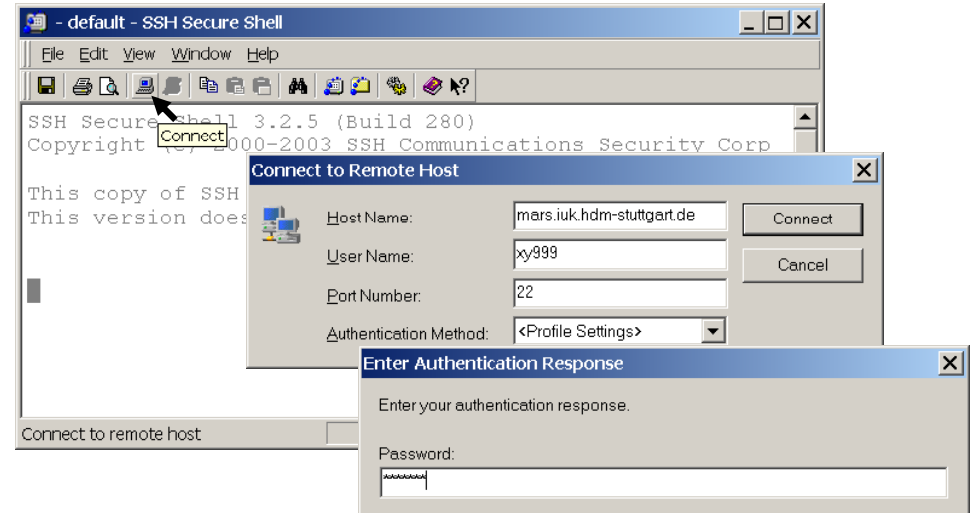 - default - SSH Secure Shell
File Edit View Window Help
SSH Secure Shell 3.2.5 (Build 280)
Connect
Copyright (C) 2000-2003 SSH Communications Security Corp
This copy of SSH
This version does
Connect to Remote Host
Host Name: mars.iuk.hdm-stuttgart.de Connect
User Name: xy999 Cancel
Port Number: 22
Authentication Method: <Profile Settings>
Enter Authentication Response
Enter your authentication response.
Connect to remote host
Password:
*******